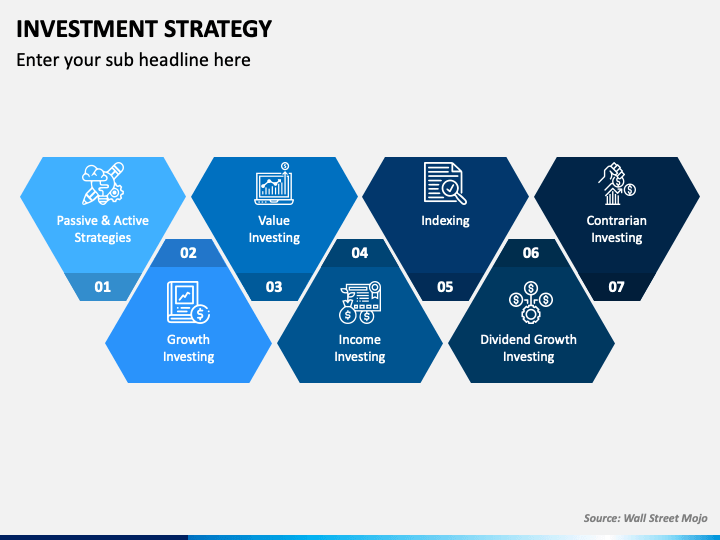 INVESTMENT STRATEGY
Enter your sub headline here
Passive & Active
Strategies
01
02
Growth
Investing
Value
Investing
03
04
Income
Investing
Indexing
05
06
Dividend Growth
Investing
Contrarian
Investing
07
Source: Wall Street Mojo